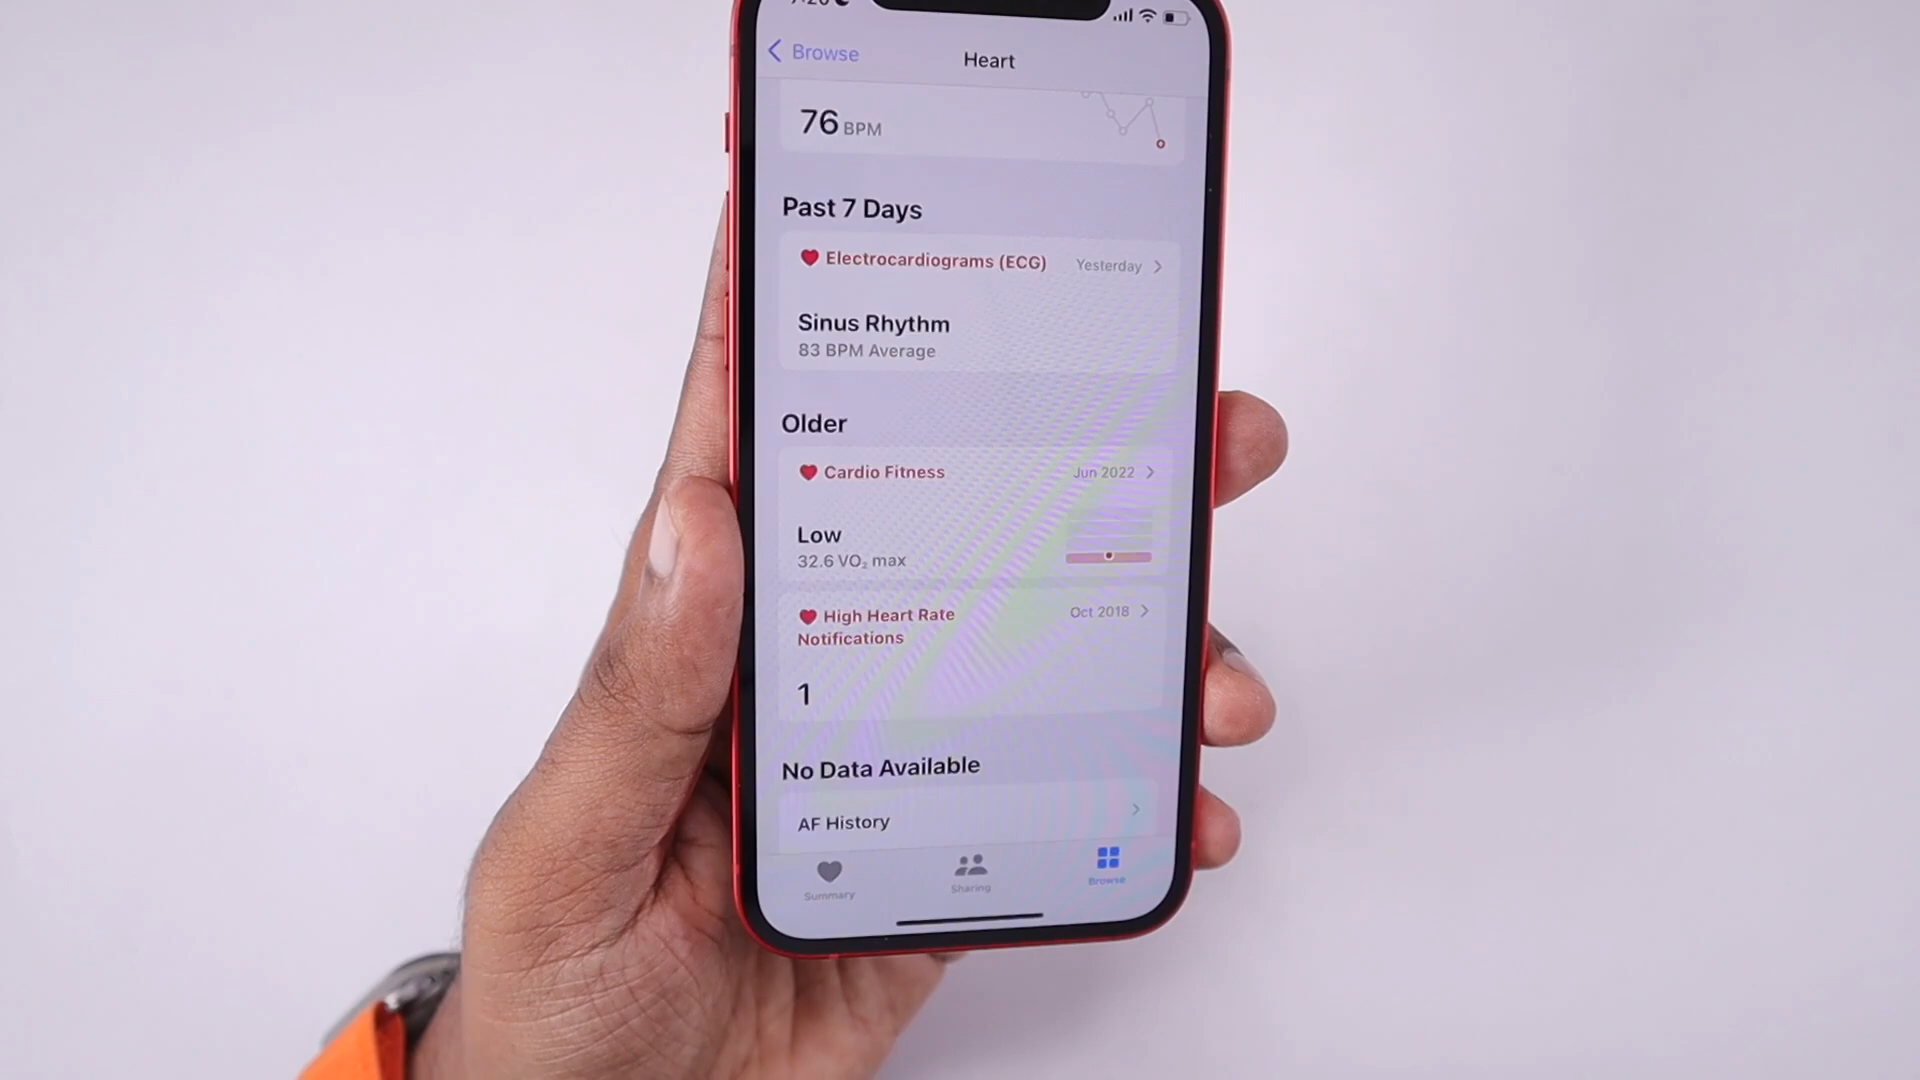 Browse
Heart
76 BPM
Past 7 Days
Electrocardiograms (ECG)
Yesterday
Sinus Rhythm
83 BPM Average
Older
Cardio Fitness
Jun 2022
Low
32.6 VO₂ max
High Heart Rate
Notifications
Oct 2018
1
No Data Available
AF History
Summary
Sharing
Browse